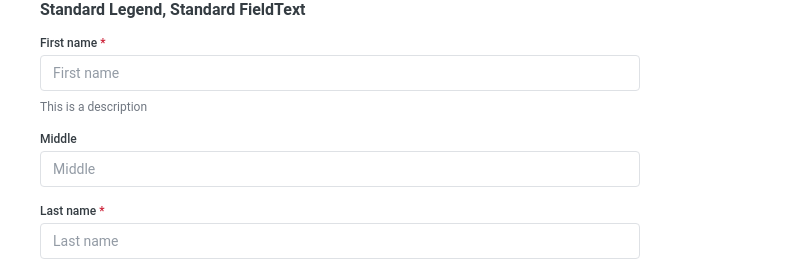 Standard Legend, Standard FieldText
First name *
First name
This is a description
Middle
Middle
Last name *
Last name